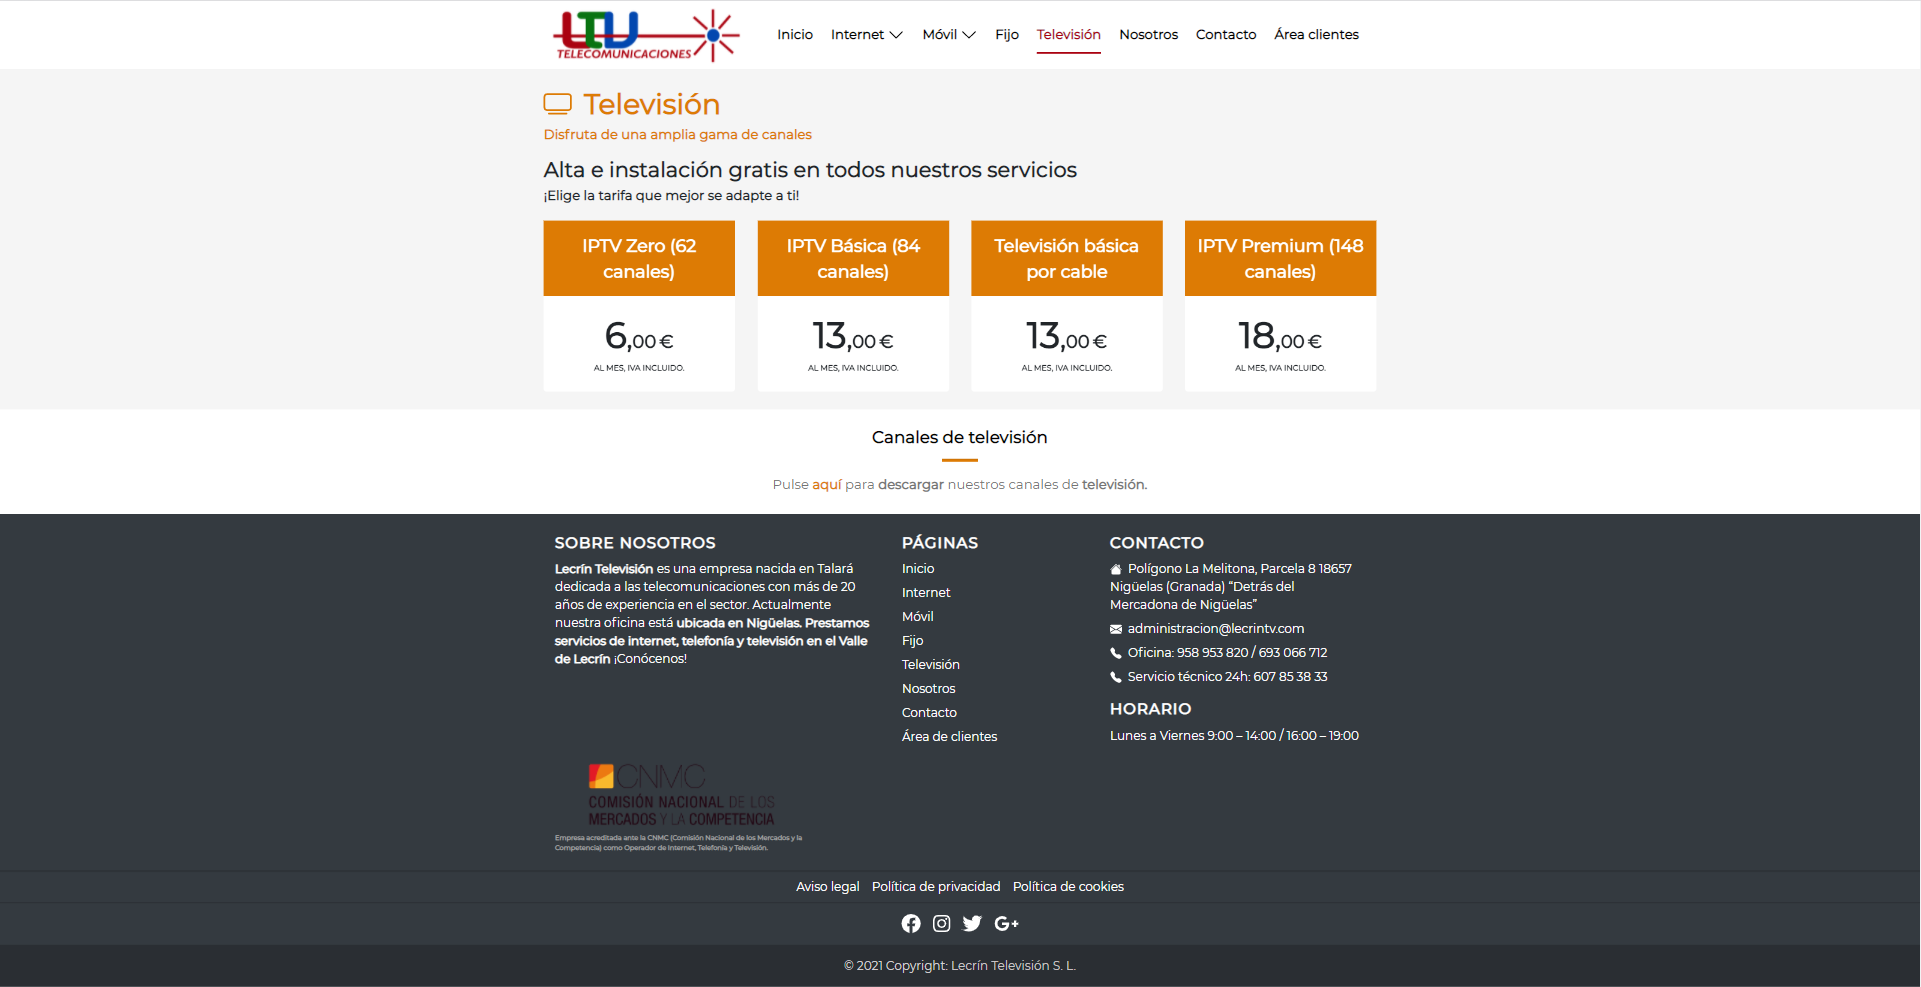 LTV
TELECOMUNICACIONES
Inicio Internet Móvil Fijo Televisión Nosotros Contacto Área clientes
Televisión
Disfruta de una amplia gama de canales
Alta e instalación gratis en todos nuestros servicios
¡Elige la tarifa que mejor se adapte a ti!
IPTV Zero (62
canales)
6,00 €
AL MES, IVA INCLUIDO.
IPTV Básica (84
canales)
13,00 €
AL MES, IVA INCLUIDO.
Televisión básica
por cable
13,00 €
AL MES, IVA INCLUIDO.
IPTV Premium (148
canales)
18,00 €
AL MES, IVA INCLUIDO.
Canales de televisión
Pulse aquí para descargar nuestros canales de televisión.
SOBRE NOSOTROS
Lecrín Televisión es una empresa nacida en Talará
dedicada a las telecomunicaciones con más de 20
años de experiencia en el sector. Actualmente
nuestra oficina está ubicada en Nigüelas. Prestamos
servicios de internet, telefonía y televisión en el Valle
de Lecrín ¡Conócenos!
PÁGINAS
Inicio
Internet
Móvil
Fijo
Televisión
Nosotros
Contacto
Área de clientes
CONTACTO
Polígono La Melitona, Parcela 8 18657
Nigüelas (Granada) “Detrás del
Mercadona de Nigüelas”
administracion@lecrintv.com
Oficina: 958 953 820 / 693 066 712
Servicio técnico 24h: 607 85 38 33
HORARIO
Lunes a Viernes 9:00 – 14:00 / 16:00 – 19:00
CNMC
COMISIÓN NACIONAL DE LOS
MERCADOS Y LA COMPETENCIA
Empresa acreditada ante la CNMC (Comisión Nacional de los Mercados y la
Competencia) como Operador de Internet, Telefonía y Televisión.
Aviso legal Política de privacidad Política de cookies
© 2021 Copyright: Lecrín Televisión S. L.